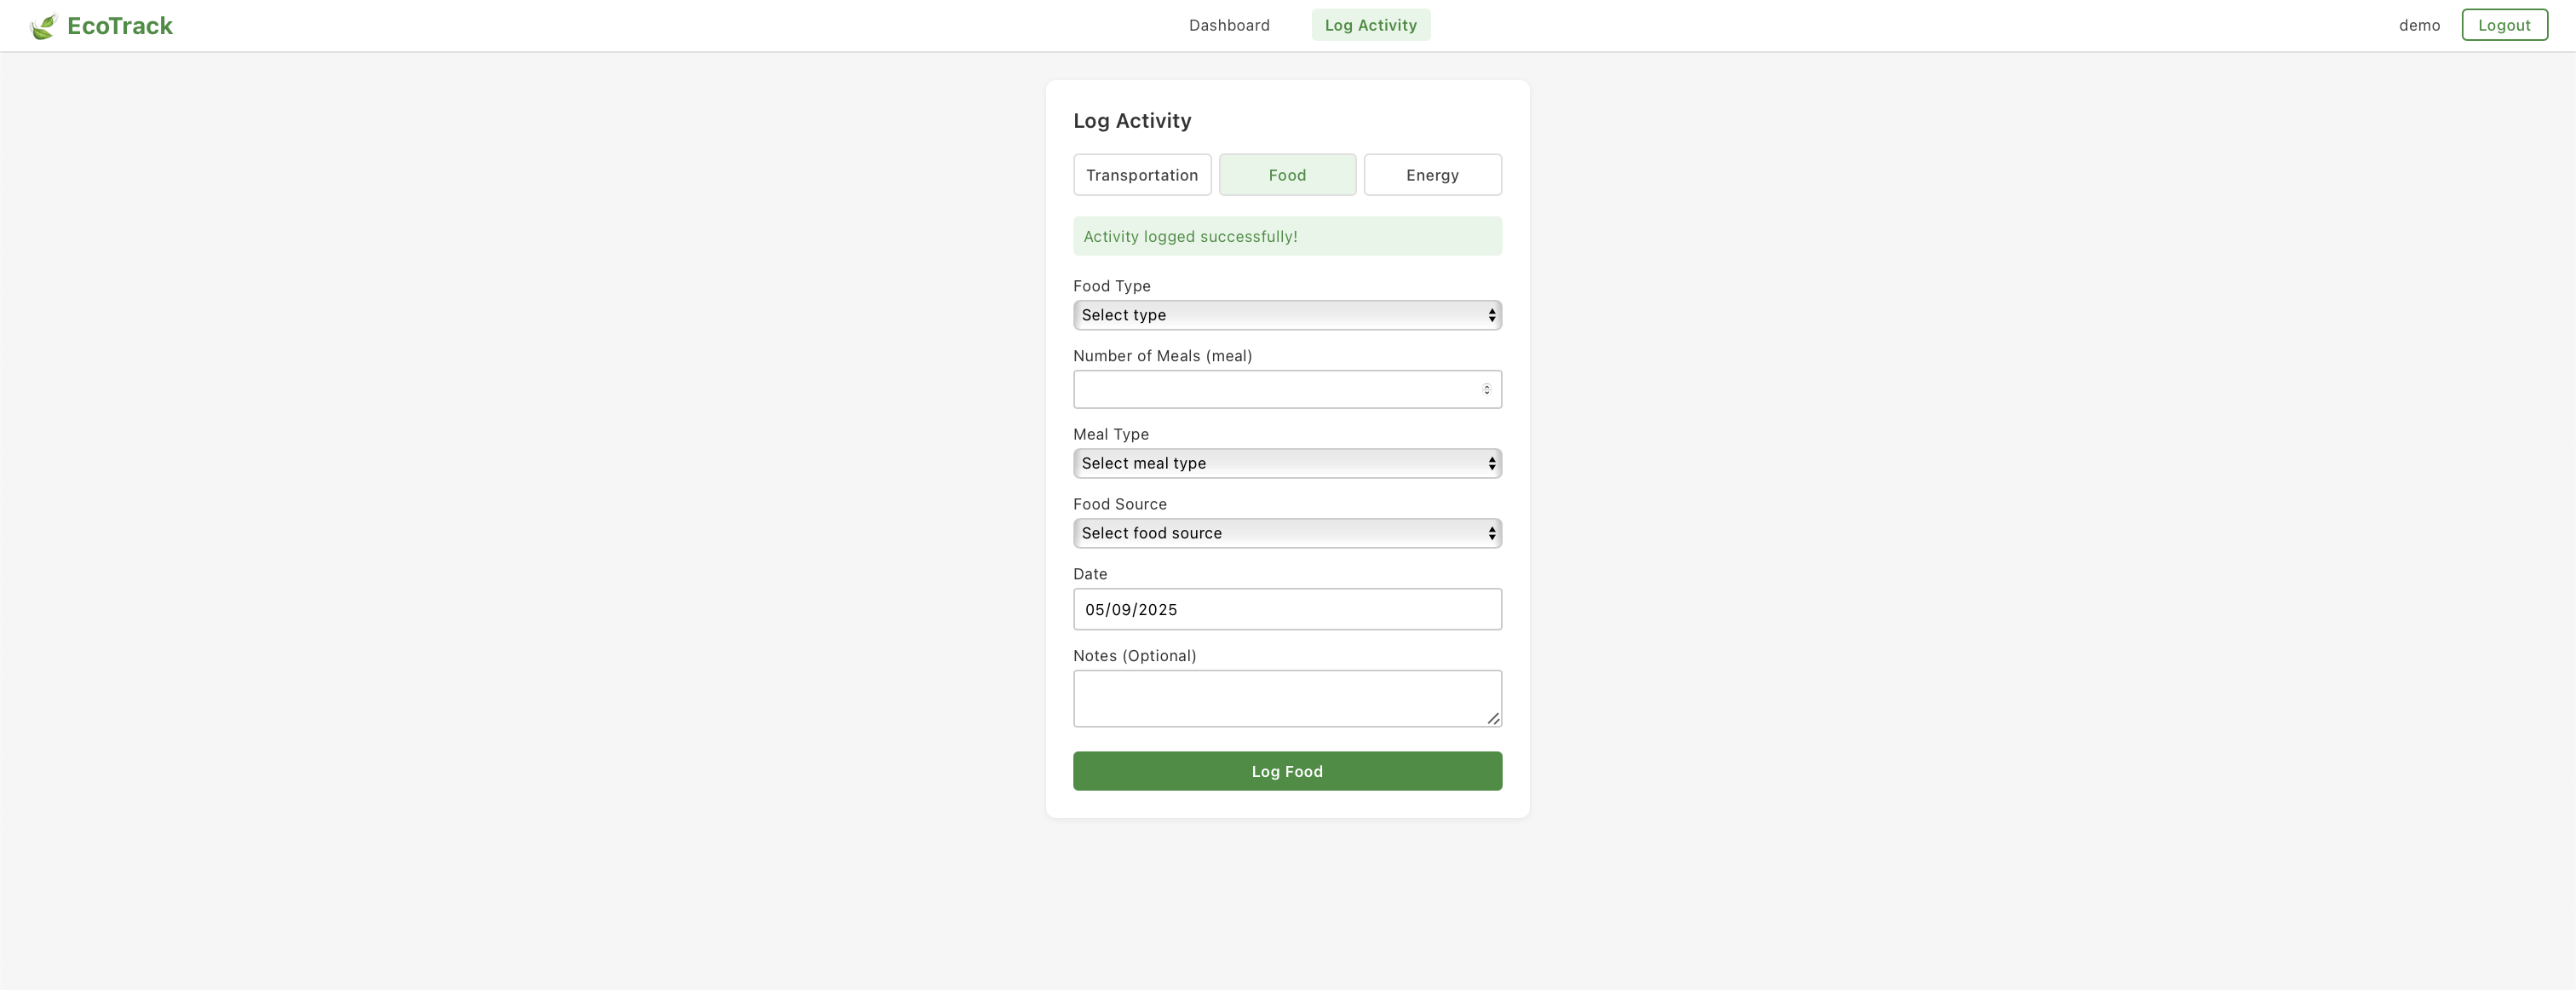 EcoTrack
Dashboard
Log Activity
demo
Logout
Log Activity
Transportation
Food
Energy
Activity logged successfully!
Food Type
Select type
Number of Meals (meal)
Meal Type
Select meal type
Food Source
Select food source
Date
05/09/2025
Notes (Optional)
Log Food